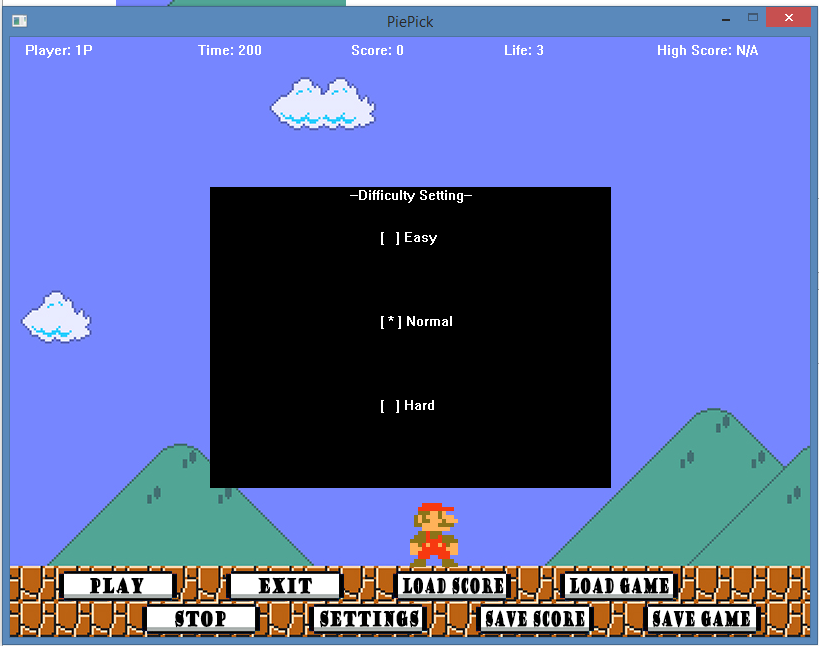 PiePick
Player: 1P Time: 200 Score: 0 Life: 3 High Score: N/A
–Difficulty Setting–
[ ] Easy
[ * ] Normal
[ ] Hard
PLAY EXIT LOAD SCORE LOAD GAME
STOP SETTINGS SAVE SCORE SAVE GAME